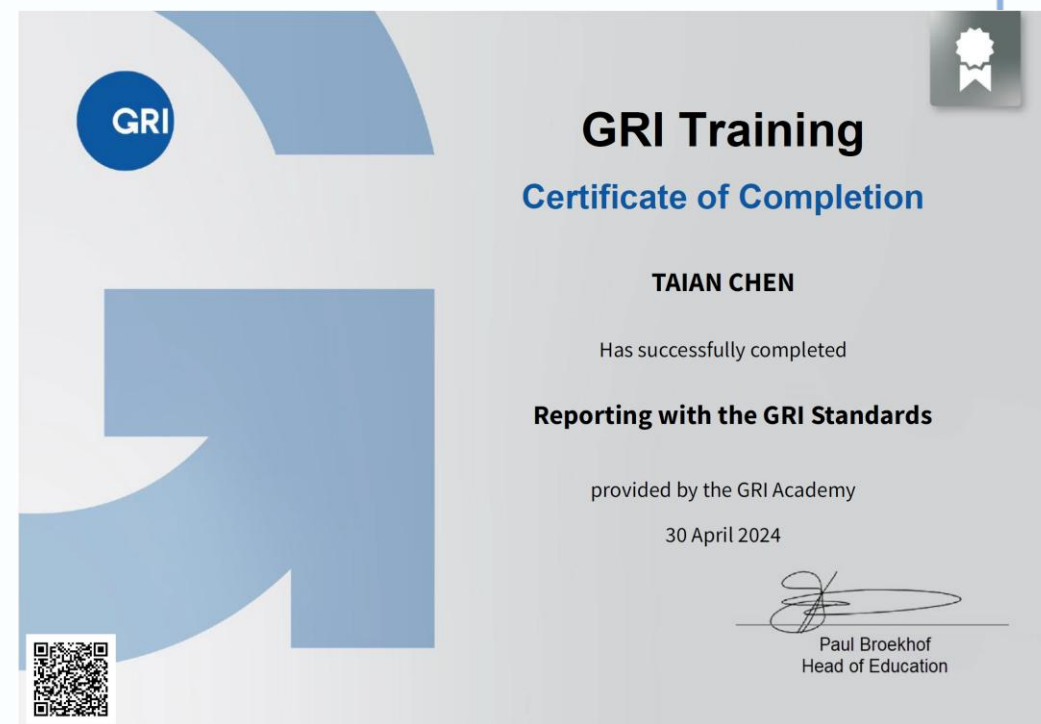 GRI
GRI Training
Certificate of Completion
TAIAN CHEN
Has successfully completed
Reporting with the GRI Standards
provided by the GRI Academy
30 April 2024
Paul Broekhof
Head of Education